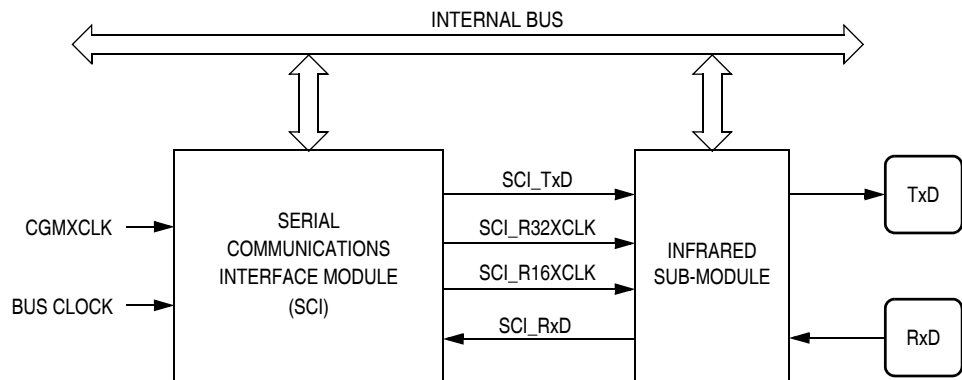 INTERNAL BUS
CGMXCLK
BUS CLOCK
SERIAL
COMMUNICATIONS
INTERFACE MODULE
(SCI)
SCI_TxD
SCI_R32XCLK
SCI_R16XCLK
SCI_RxD
INFRARED
SUB-MODULE
TxD
RxD